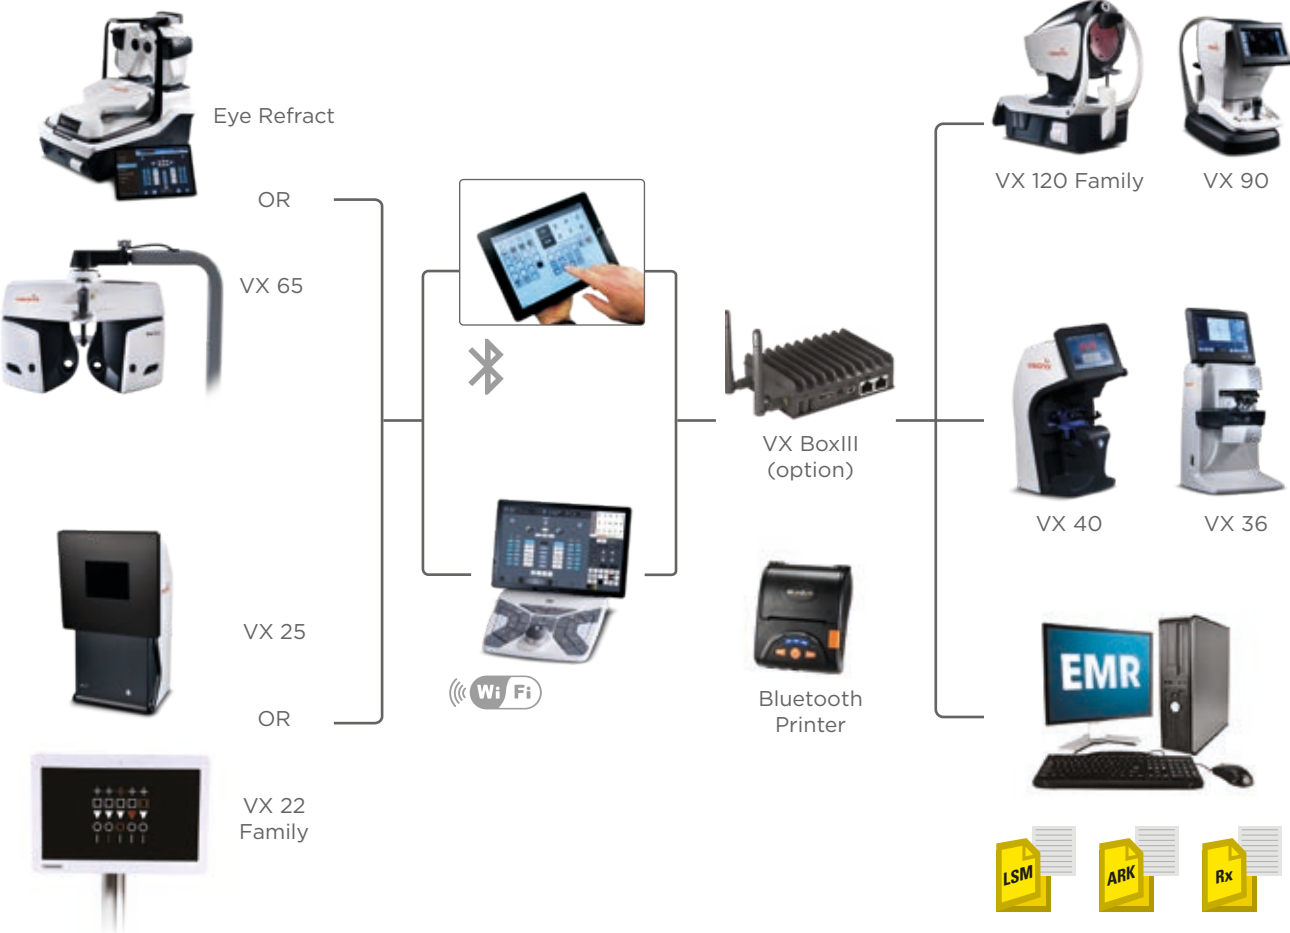 Eye Refract
OR
VX 65
VX 25
OR
VX 22
Family
Wi Fi
VX BoxIII
(option)
Bluetooth
Printer
VX 120 Family
VX 90
VX 40
VX 36
EMR
LSM
ARK
Rx